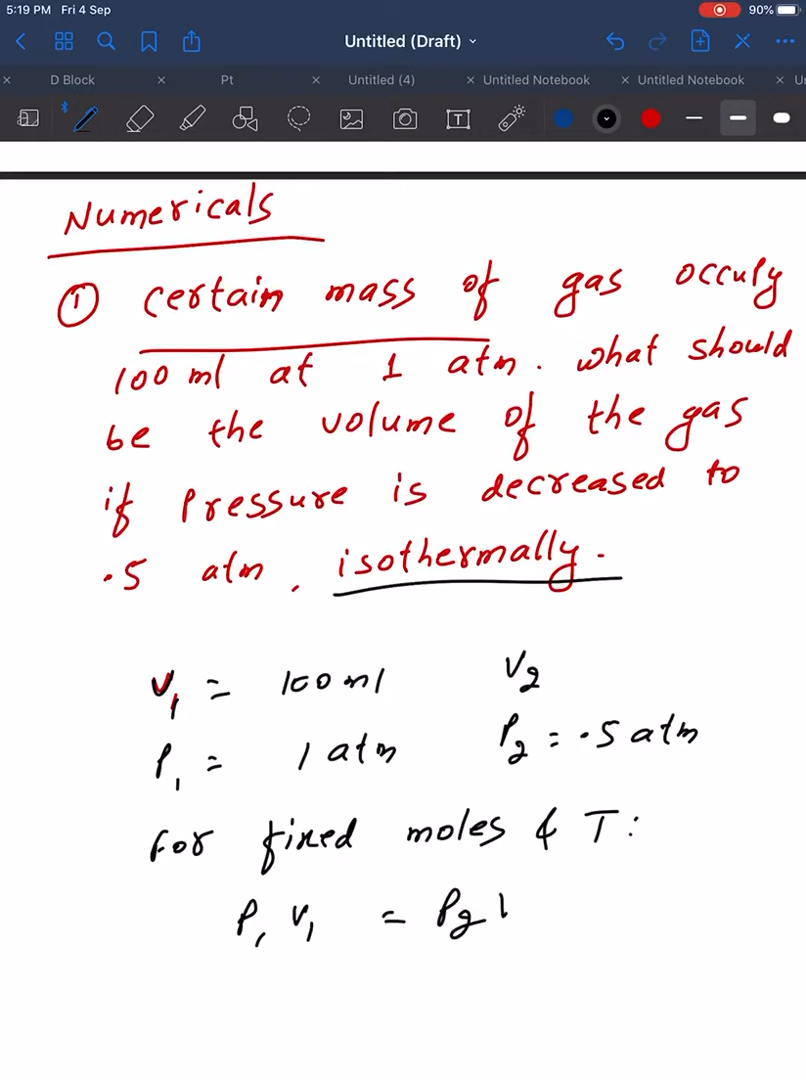 5:19 PM Fri 4 Sep 90%
Untitled (Draft)
D Block Pt Untitled (4) Untitled Notebook Untitled Notebook
Numericals
① certain mass of gas occupy
100 ml at 1 atm. what should
be the volume of the gas
if pressure is decreased to
.5 atm, isothermally.
V₁ = 100 ml V₂
P₁ = 1 atm P₂ = .5 atm
For fixed moles & T:
P₁ V₁ = P₂